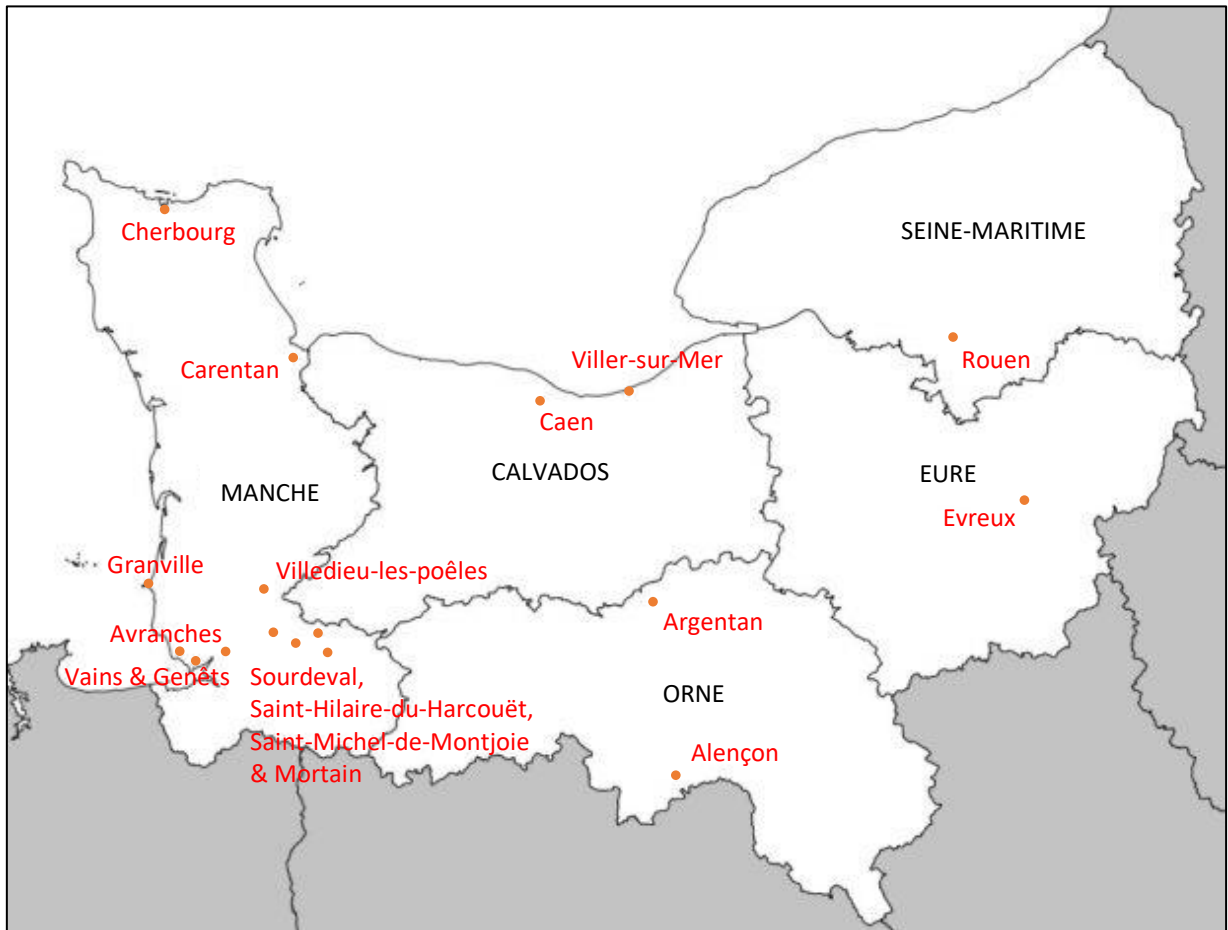 Cherbourg
SEINE-MARITIME
Carentan
Viller-sur-Mer
Rouen
Caen
CALVADOS
EURE
MANCHE
Evreux
Granville
Villedieu-les-poêles
Argentan
Avranches
Vains & Genêts
Sourdeval,
Saint-Hilaire-du-Harcouët,
Saint-Michel-de-Montjoie
& Mortain
ORNE
Alençon